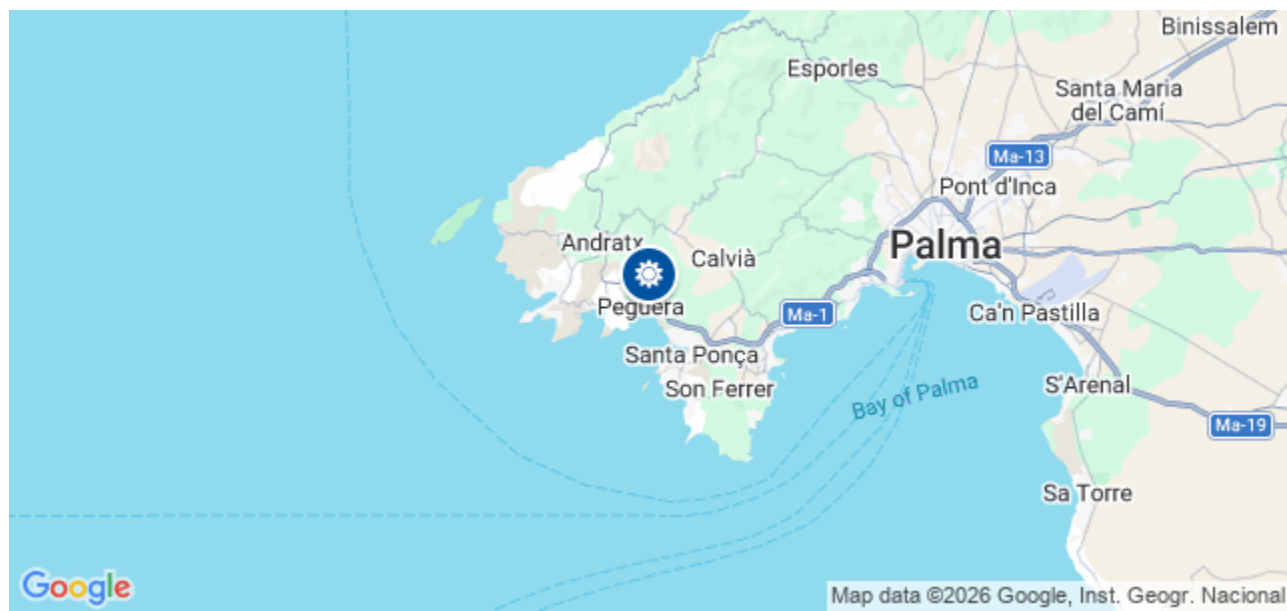 Binissalem
Esporles
Santa Maria
del Camí
Ma-13
Pont d'Inca
Andratx
Palma
Calvià
Peguera
Ma-1
Ca'n Pastilla
Santa Ponça
Son Ferrer
S'Arenal
Bay of Palma
Ma-19
Sa Torre
Google
Map data ©2026 Google, Inst. Geogr. Nacional